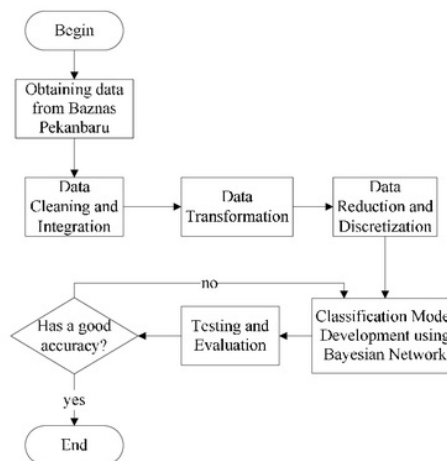 Begin
Obtaining data
from Baznas
Pekanbaru
Data
Cleaning and
Integration
Data
Transformation
Data
Reduction and
Discretization
no
Classification Mode
Development using
Bayesian Network
Testing and
Evaluation
Has a good
accuracy?
yes
End